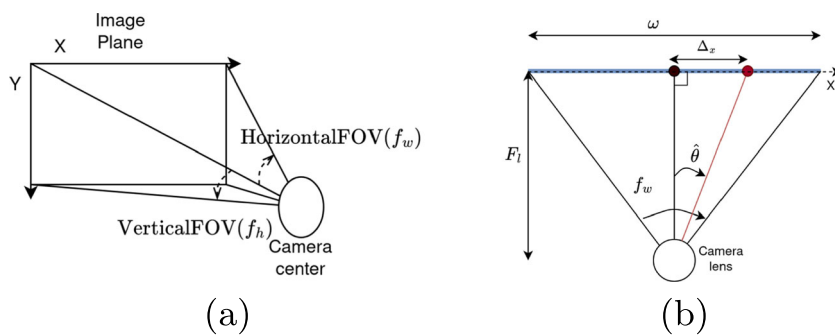 Image
Plane
X
Y
HorizontalFOV(f_w)
VerticalFOV(f_h)
Camera
center
(a)
ω
Δ_x
X
F_l
θ̂
f_w
Camera
lens
(b)